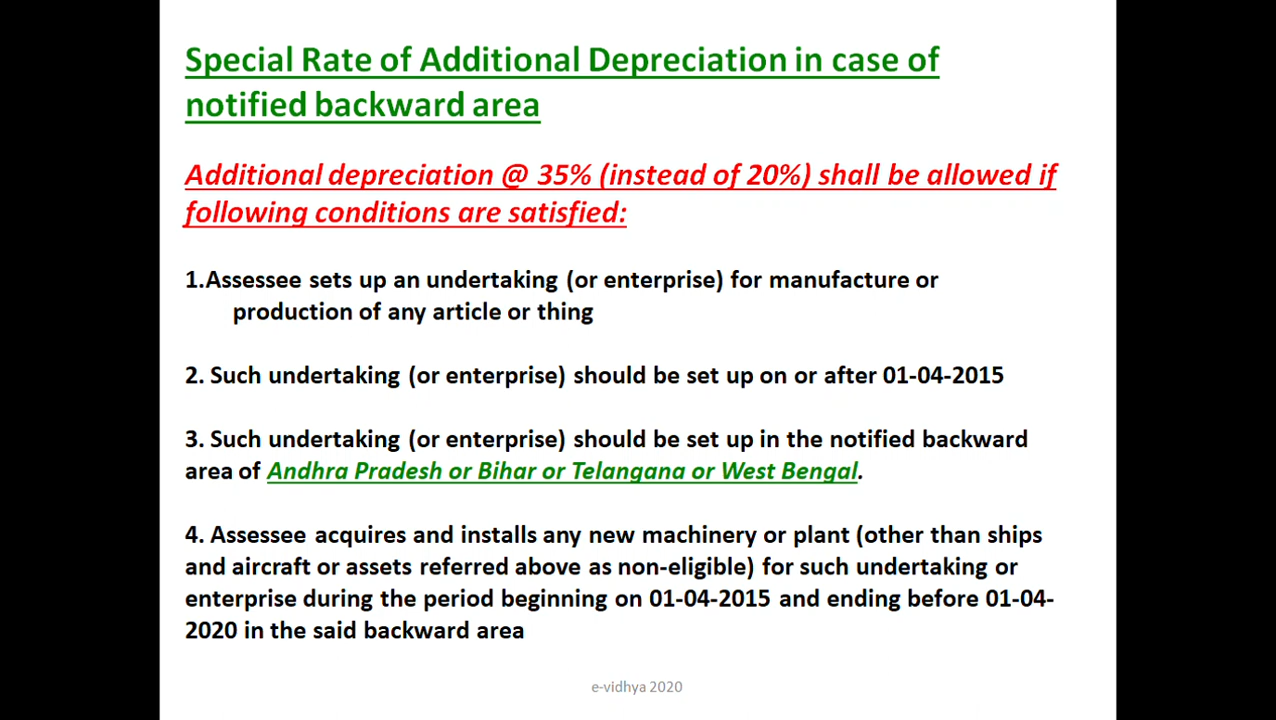 Special Rate of Additional Depreciation in case of
notified backward area
Additional depreciation @ 35% (instead of 20%) shall be allowed if
following conditions are satisfied:
1.Assessee sets up an undertaking (or enterprise) for manufacture or
production of any article or thing
2. Such undertaking (or enterprise) should be set up on or after 01-04-2015
3. Such undertaking (or enterprise) should be set up in the notified backward
area of Andhra Pradesh or Bihar or Telangana or West Bengal.
4. Assessee acquires and installs any new machinery or plant (other than ships
and aircraft or assets referred above as non-eligible) for such undertaking or
enterprise during the period beginning on 01-04-2015 and ending before 01-04-
2020 in the said backward area
e-vidhya 2020